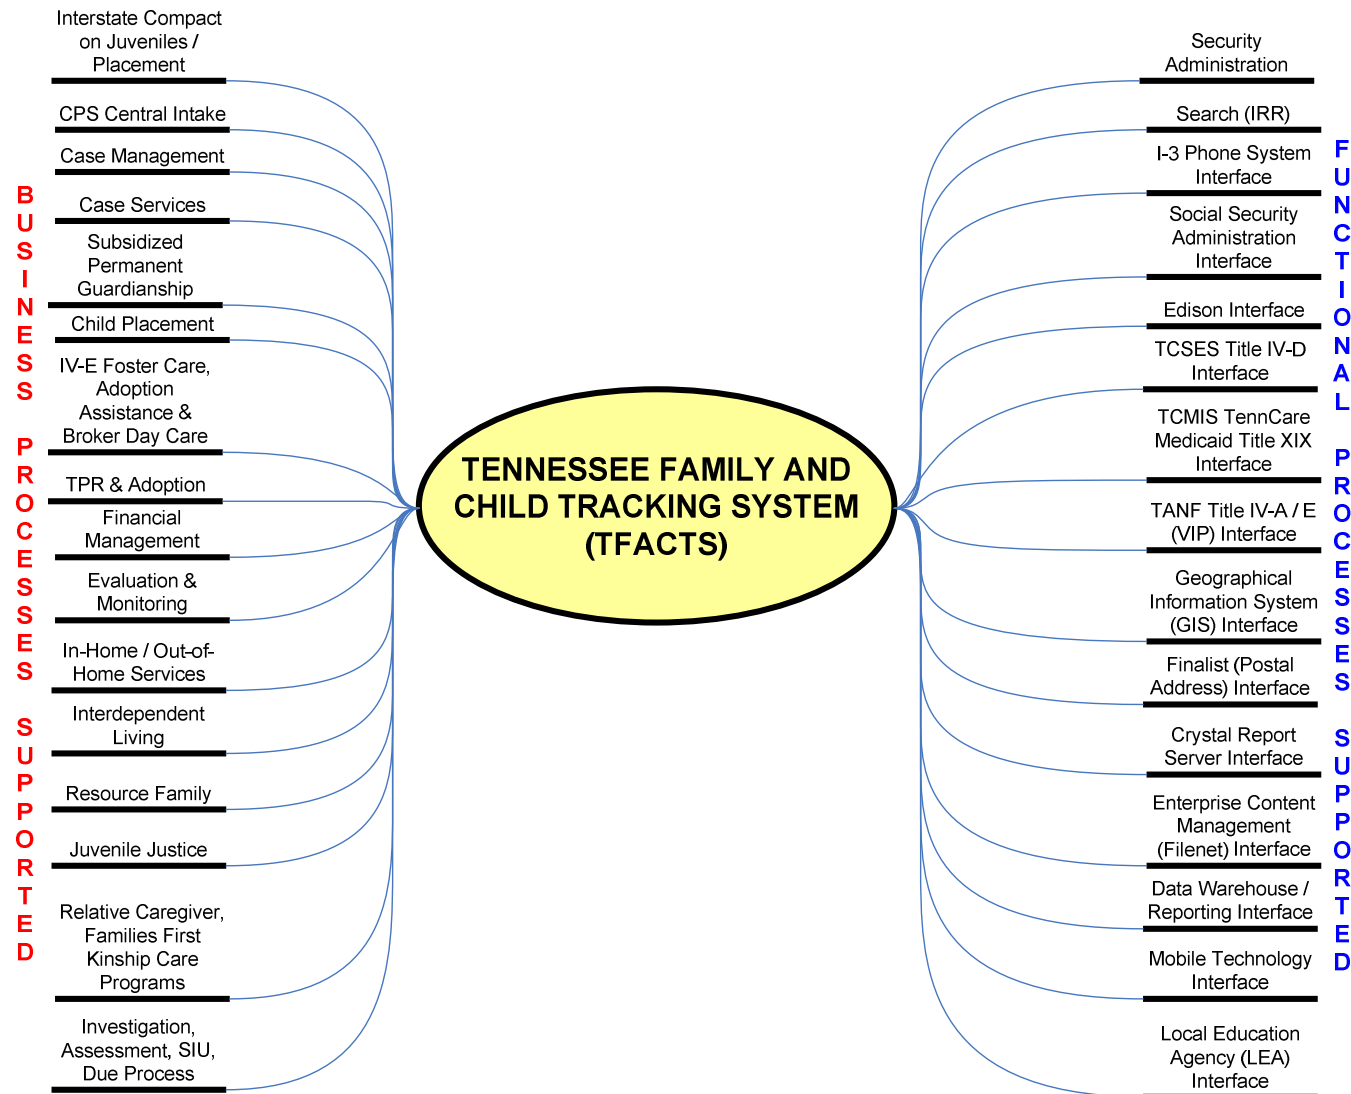 Interstate Compact
on Juveniles /
Placement
CPS Central Intake
Case Management
Case Services
Subsidized
Permanent
Guardianship
Child Placement
IV-E Foster Care,
Adoption
Assistance &
Broker Day Care
TPR & Adoption
Financial
Management
Evaluation &
Monitoring
In-Home / Out-of-
Home Services
Interdependent
Living
Resource Family
Juvenile Justice
Relative Caregiver,
Families First
Kinship Care
Programs
Investigation,
Assessment, SIU,
Due Process
BUSINESS PROCESSES SUPPORTED
TENNESSEE FAMILY AND
CHILD TRACKING SYSTEM
(TFACTS)
Security
Administration
Search (IRR)
I-3 Phone System
Interface
Social Security
Administration
Interface
Edison Interface
TCSES Title IV-D
Interface
TCMIS TennCare
Medicaid Title XIX
Interface
TANF Title IV-A / E
(VIP) Interface
Geographical
Information System
(GIS) Interface
Finalist (Postal
Address) Interface
Crystal Report
Server Interface
Enterprise Content
Management
(Filenet) Interface
Data Warehouse /
Reporting Interface
Mobile Technology
Interface
Local Education
Agency (LEA)
Interface
FUNCTIONAL PROCESSES SUPPORTED